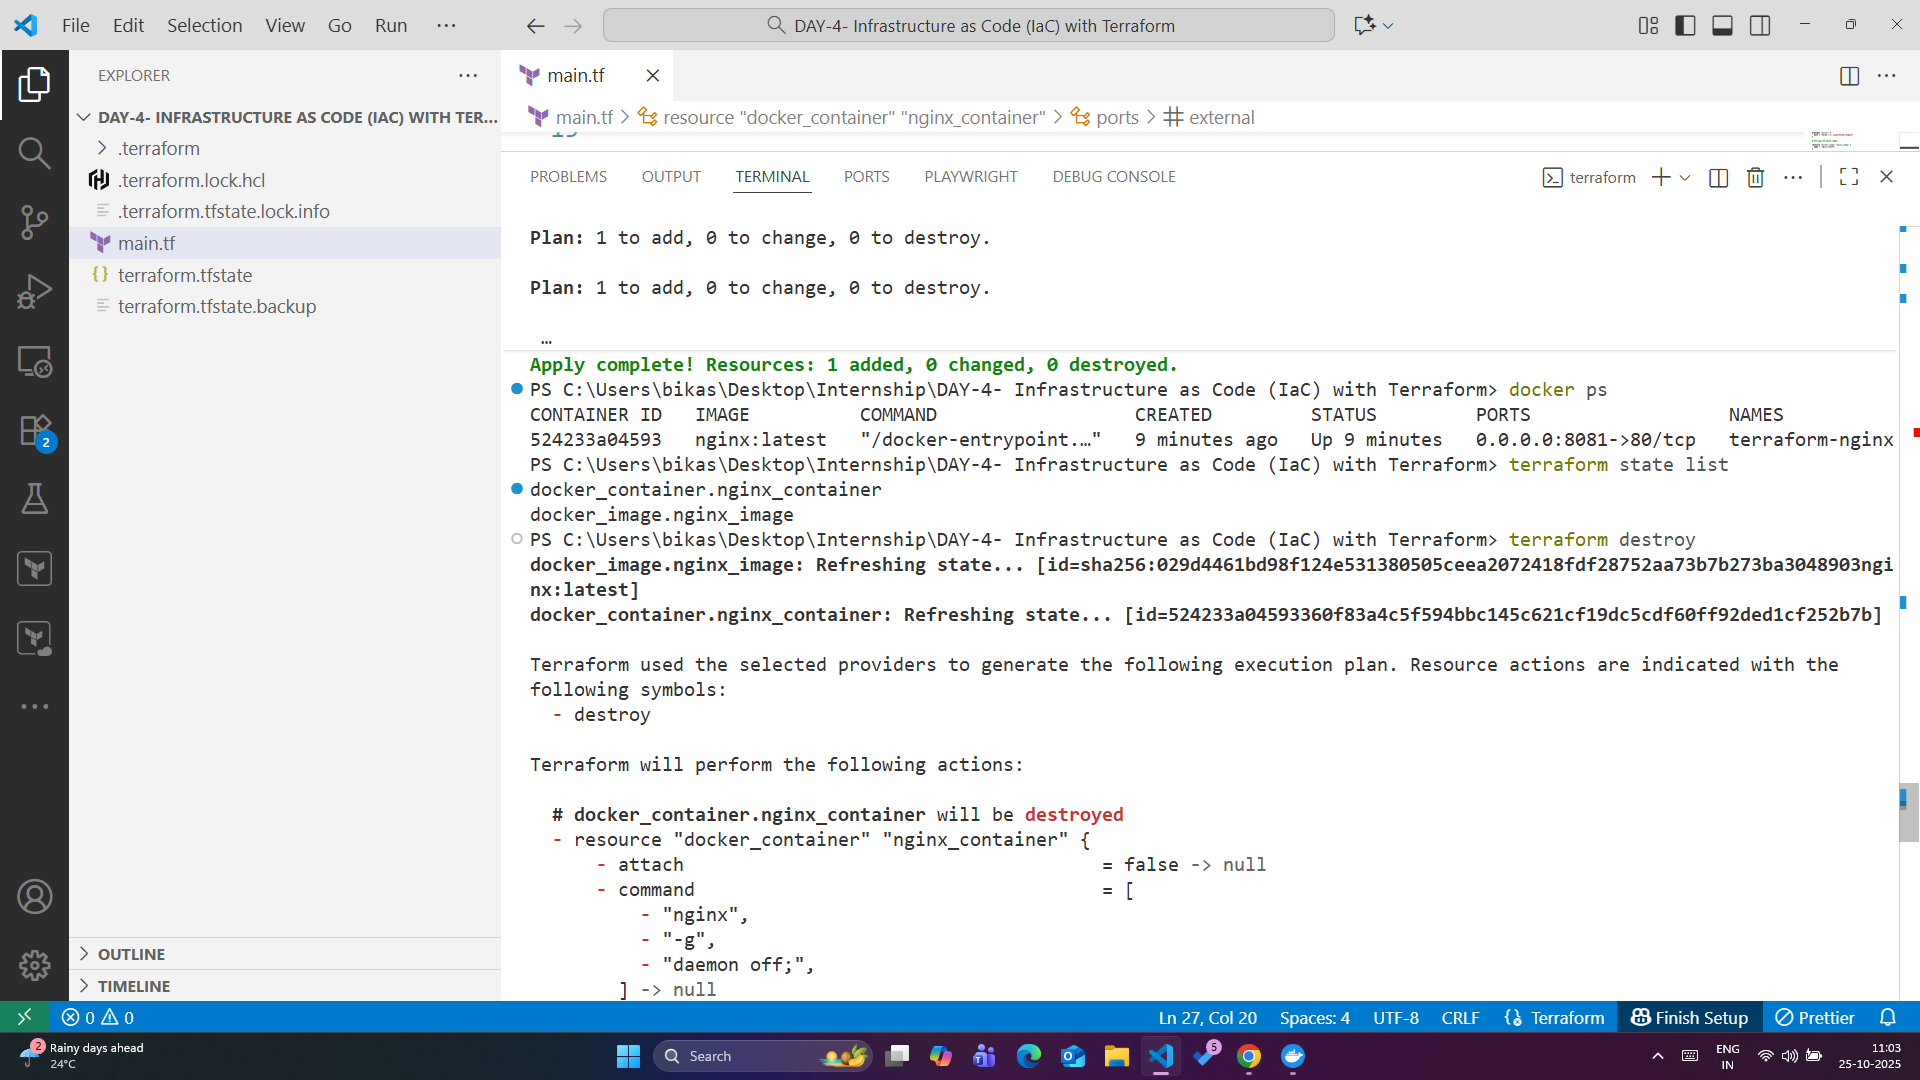 File Edit Selection View Go Run ···
DAY-4- Infrastructure as Code (IaC) with Terraform
EXPLORER
DAY-4- INFRASTRUCTURE AS CODE (IAC) WITH TER...
.terraform
.terraform.lock.hcl
.terraform.tfstate.lock.info
main.tf
terraform.tfstate
terraform.tfstate.backup
OUTLINE
TIMELINE
2
main.tf
main.tf > resource "docker_container" "nginx_container" > ports > external
PROBLEMS OUTPUT TERMINAL PORTS PLAYWRIGHT DEBUG CONSOLE
terraform
Plan: 1 to add, 0 to change, 0 to destroy.
Plan: 1 to add, 0 to change, 0 to destroy.
…
Apply complete! Resources: 1 added, 0 changed, 0 destroyed.
PS C:\Users\bikas\Desktop\Internship\DAY-4- Infrastructure as Code (IaC) with Terraform> docker ps
CONTAINER ID IMAGE COMMAND CREATED STATUS PORTS NAMES
524233a04593 nginx:latest "/docker-entrypoint.…" 9 minutes ago Up 9 minutes 0.0.0.0:8081->80/tcp terraform-nginx
PS C:\Users\bikas\Desktop\Internship\DAY-4- Infrastructure as Code (IaC) with Terraform> terraform state list
docker_container.nginx_container
docker_image.nginx_image
PS C:\Users\bikas\Desktop\Internship\DAY-4- Infrastructure as Code (IaC) with Terraform> terraform destroy
docker_image.nginx_image: Refreshing state... [id=sha256:029d4461bd98f124e531380505ceea2072418fdf28752aa73b7b273ba3048903ngi
nx:latest]
docker_container.nginx_container: Refreshing state... [id=524233a04593360f83a4c5f594bbc145c621cf19dc5cdf60ff92ded1cf252b7b]
Terraform used the selected providers to generate the following execution plan. Resource actions are indicated with the
following symbols:
- destroy
Terraform will perform the following actions:
# docker_container.nginx_container will be destroyed
- resource "docker_container" "nginx_container" {
- attach = false -> null
- command = [
- "nginx",
- "-g",
- "daemon off;",
] -> null
0 0 Ln 27, Col 20 Spaces: 4 UTF-8 CRLF Terraform Finish Setup Prettier
2
Rainy days ahead
24°C
Search
5
ENG
IN
11:03
25-10-2025